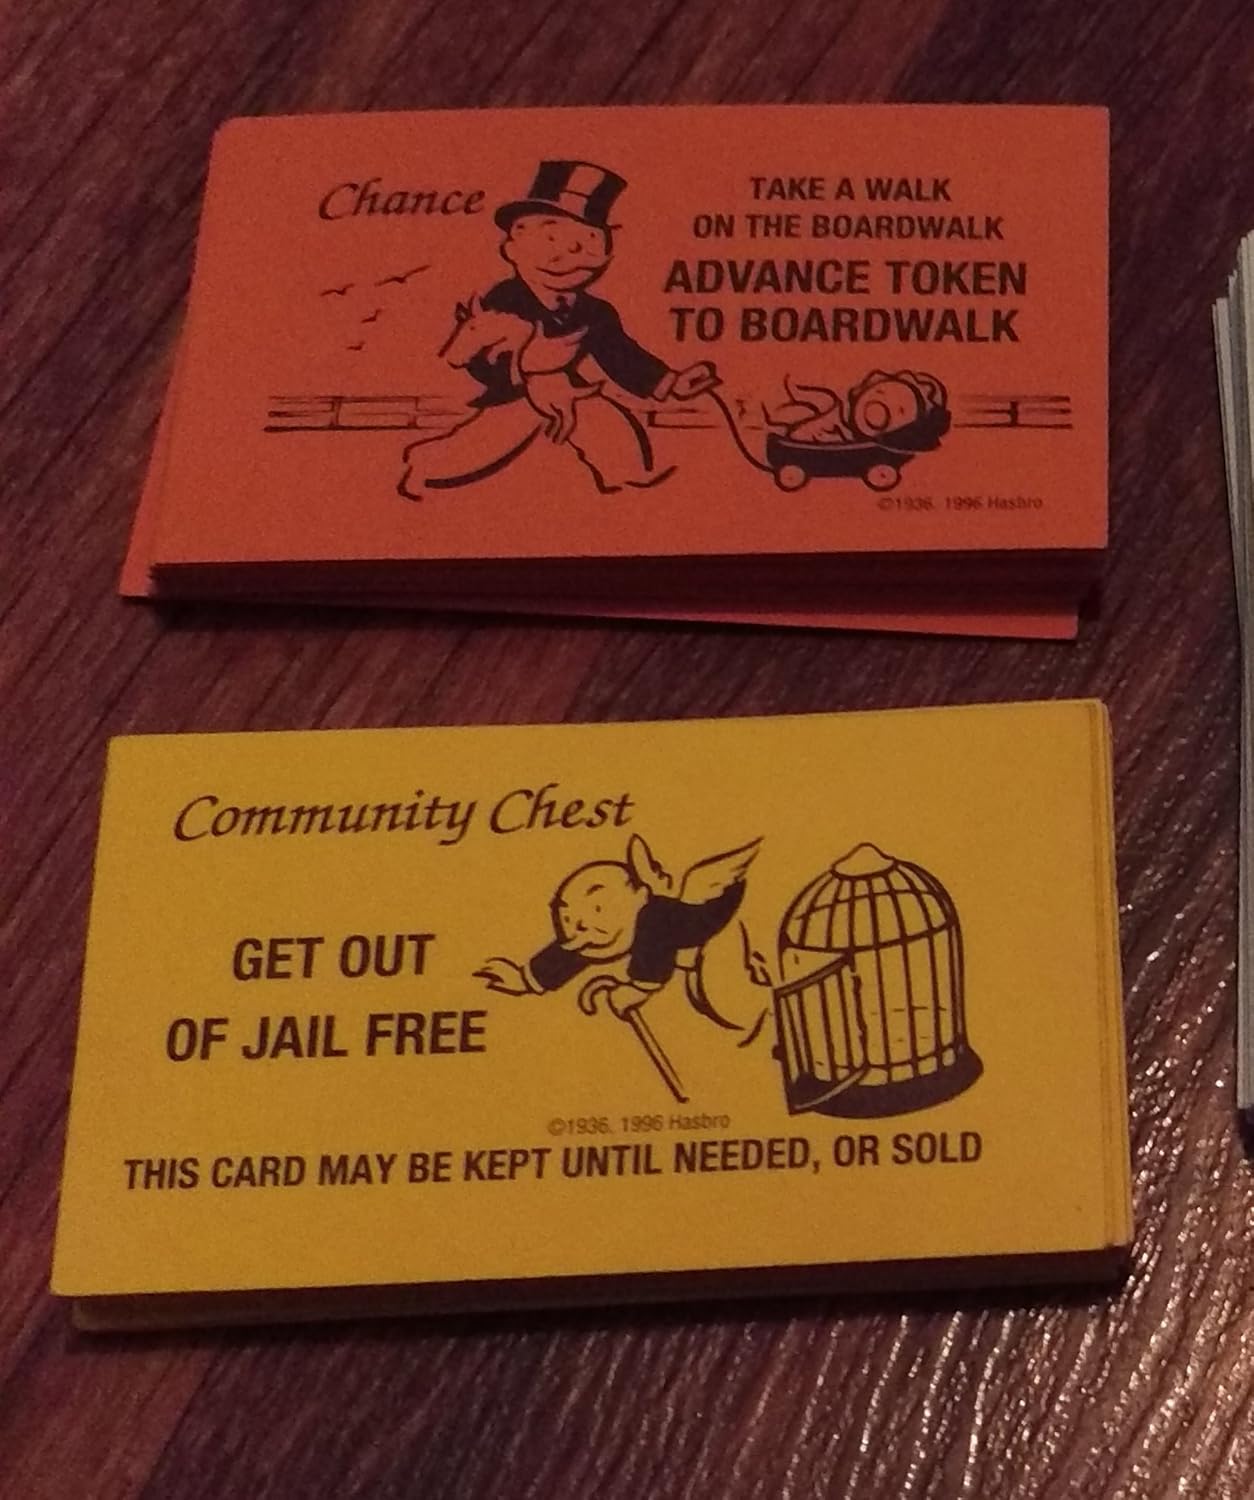 Chance
TAKE A WALK
ON THE BOARDWALK
ADVANCE TOKEN
TO BOARDWALK
©1936, 1996 Hasbro
Community Chest
GET OUT
OF JAIL FREE
©1936, 1996 Hasbro
THIS CARD MAY BE KEPT UNTIL NEEDED, OR SOLD